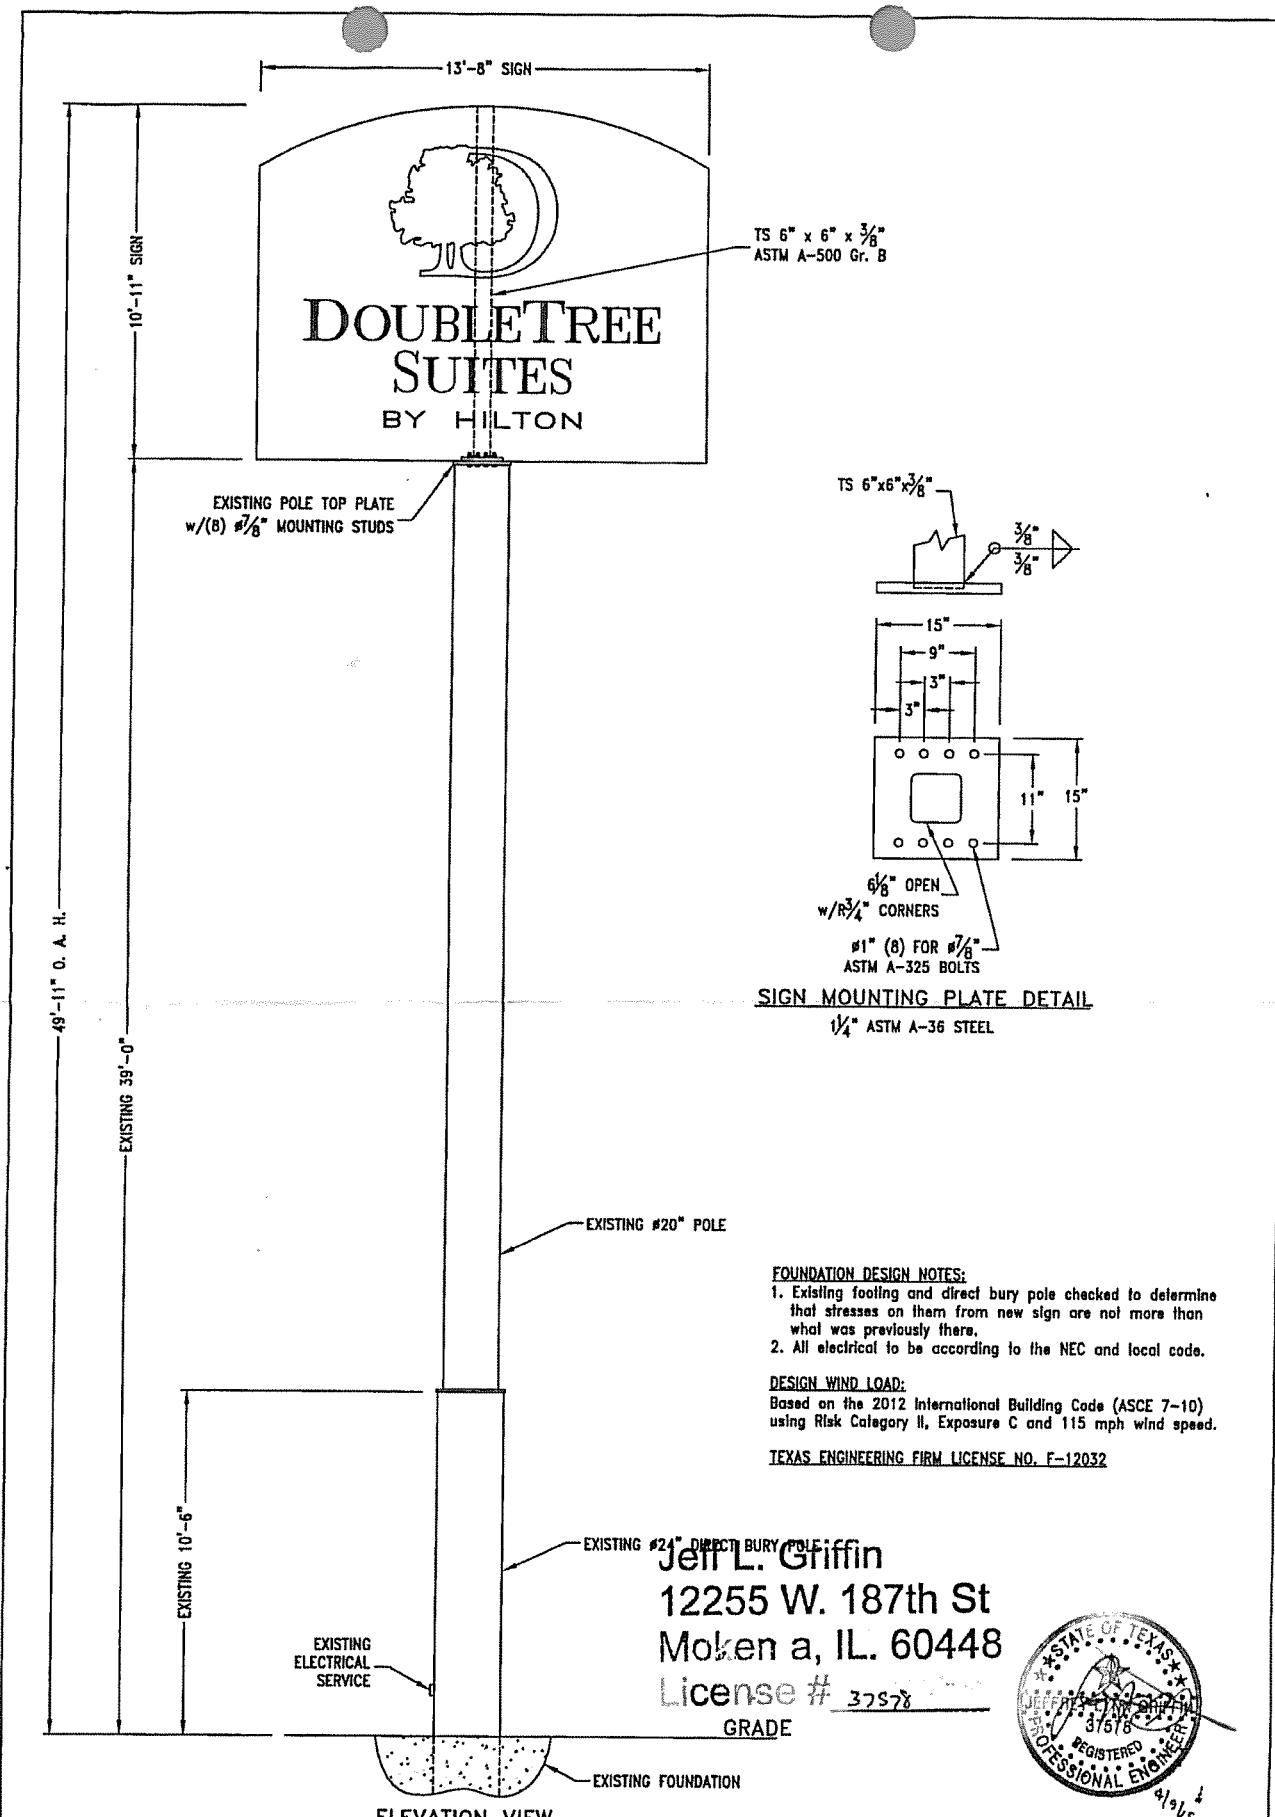 13'-8" SIGN
10'-11" SIGN
49'-11" O. A. H.
EXISTING 39'-0"
EXISTING 10'-6"
DOUBLETREE
SUITES
BY HILTON
TS 6" x 6" x 3/8"
ASTM A-500 Gr. B
EXISTING POLE TOP PLATE
w/(8) ø7/8" MOUNTING STUDS
TS 6"x6"x3/8"
3/8"
3/8"
15"
9"
3"
3"
11"
15"
6 1/8" OPEN
w/R3/4" CORNERS
ø1" (8) FOR ø7/8"
ASTM A-325 BOLTS
SIGN MOUNTING PLATE DETAIL
1 1/4" ASTM A-36 STEEL
EXISTING ø20" POLE
FOUNDATION DESIGN NOTES:
1. Existing footing and direct bury pole checked to determine
that stresses on them from new sign are not more than
what was previously there.
2. All electrical to be according to the NEC and local code.
DESIGN WIND LOAD:
Based on the 2012 International Building Code (ASCE 7-10)
using Risk Category II, Exposure C and 115 mph wind speed.
TEXAS ENGINEERING FIRM LICENSE NO. F-12032
EXISTING ø24" DIRECT BURY POLE
Jeff L. Griffin
12255 W. 187th St
Moken a, IL. 60448
License # 37578
EXISTING
ELECTRICAL
SERVICE
GRADE
EXISTING FOUNDATION
ELEVATION VIEW
STATE OF TEXAS
JEFFREY LYNN GRIFFIN
37578
REGISTERED
PROFESSIONAL ENGINEER